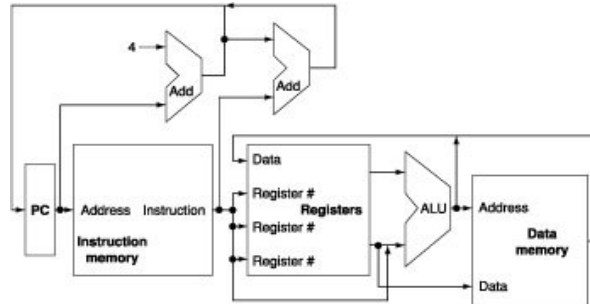 4
Add
Add
Data
PC
Address Instruction
Instruction
memory
Register #
Registers
Register #
Register #
ALU
Address
Data
memory
Data